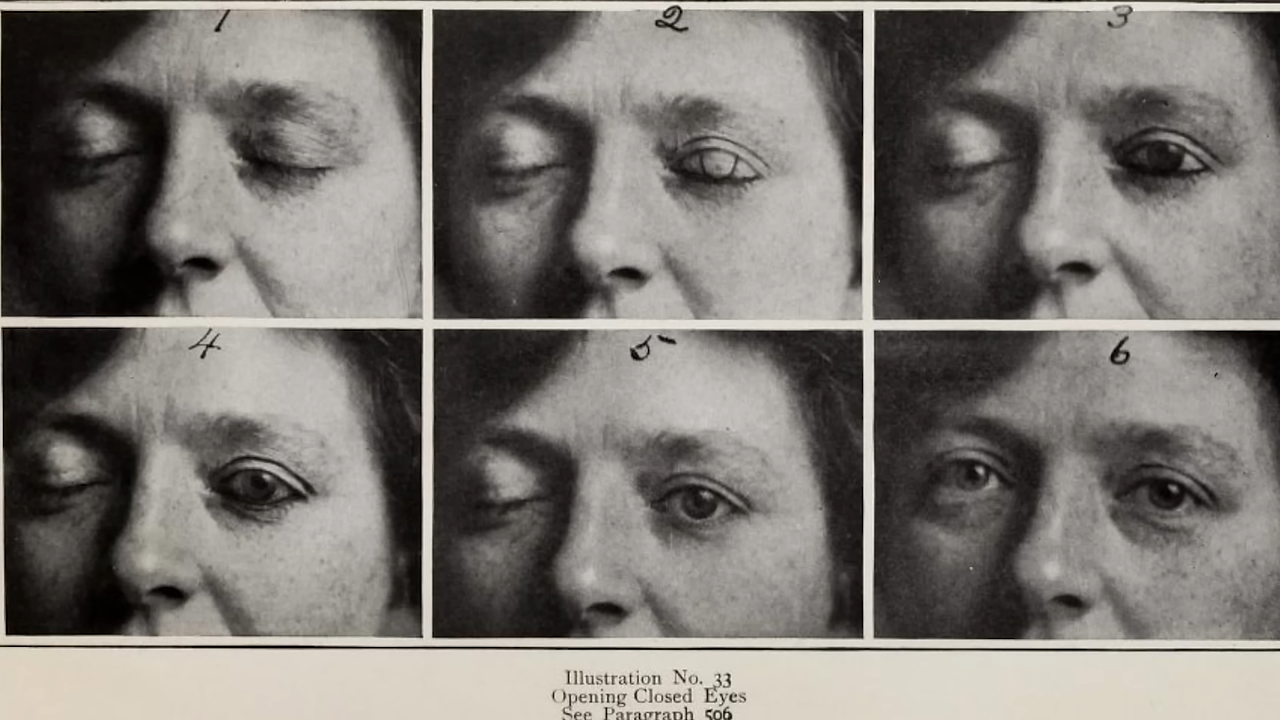 1
2
3
4
5
6
Illustration No. 33
Opening Closed Eyes
See Paragraph 506